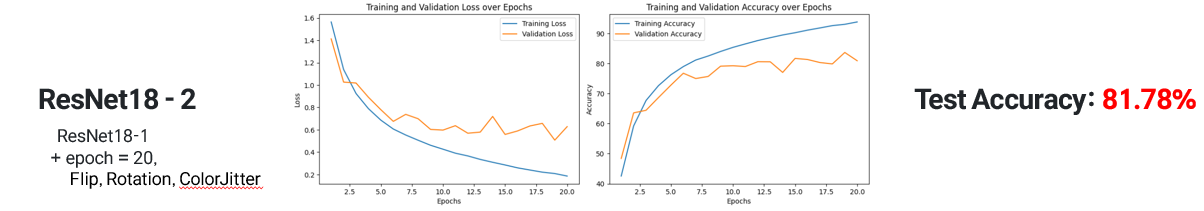 ResNet18 - 2
ResNet18-1
+ epoch = 20,
Flip, Rotation, ColorJitter
Training and Validation Loss over Epochs
Training Loss
Validation Loss
Loss
1.6
1.4
1.2
1.0
0.8
0.6
0.4
0.2
2.5 5.0 7.5 10.0 12.5 15.0 17.5 20.0
Epochs
Training and Validation Accuracy over Epochs
Training Accuracy
Validation Accuracy
Accuracy
90
80
70
60
50
40
2.5 5.0 7.5 10.0 12.5 15.0 17.5 20.0
Epochs
Test Accuracy: 81.78%